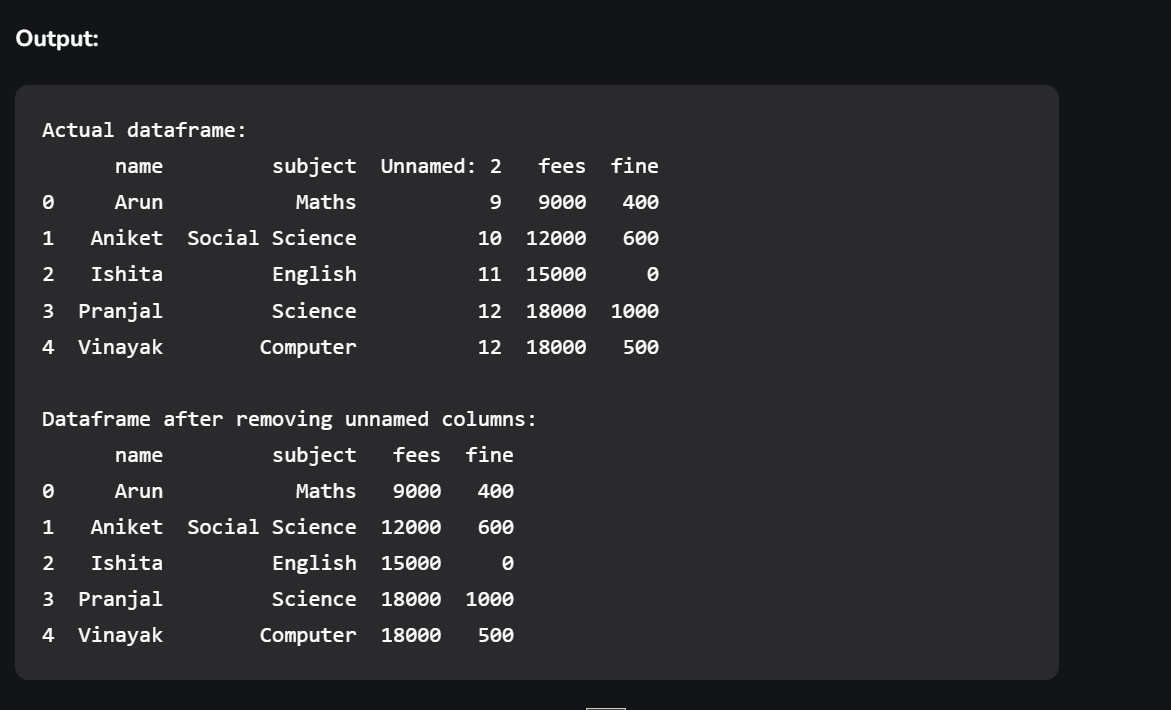 Output:
Actual dataframe:
name subject Unnamed: 2 fees fine
0 Arun Maths 9 9000 400
1 Aniket Social Science 10 12000 600
2 Ishita English 11 15000 0
3 Pranjal Science 12 18000 1000
4 Vinayak Computer 12 18000 500
Dataframe after removing unnamed columns:
name subject fees fine
0 Arun Maths 9000 400
1 Aniket Social Science 12000 600
2 Ishita English 15000 0
3 Pranjal Science 18000 1000
4 Vinayak Computer 18000 500